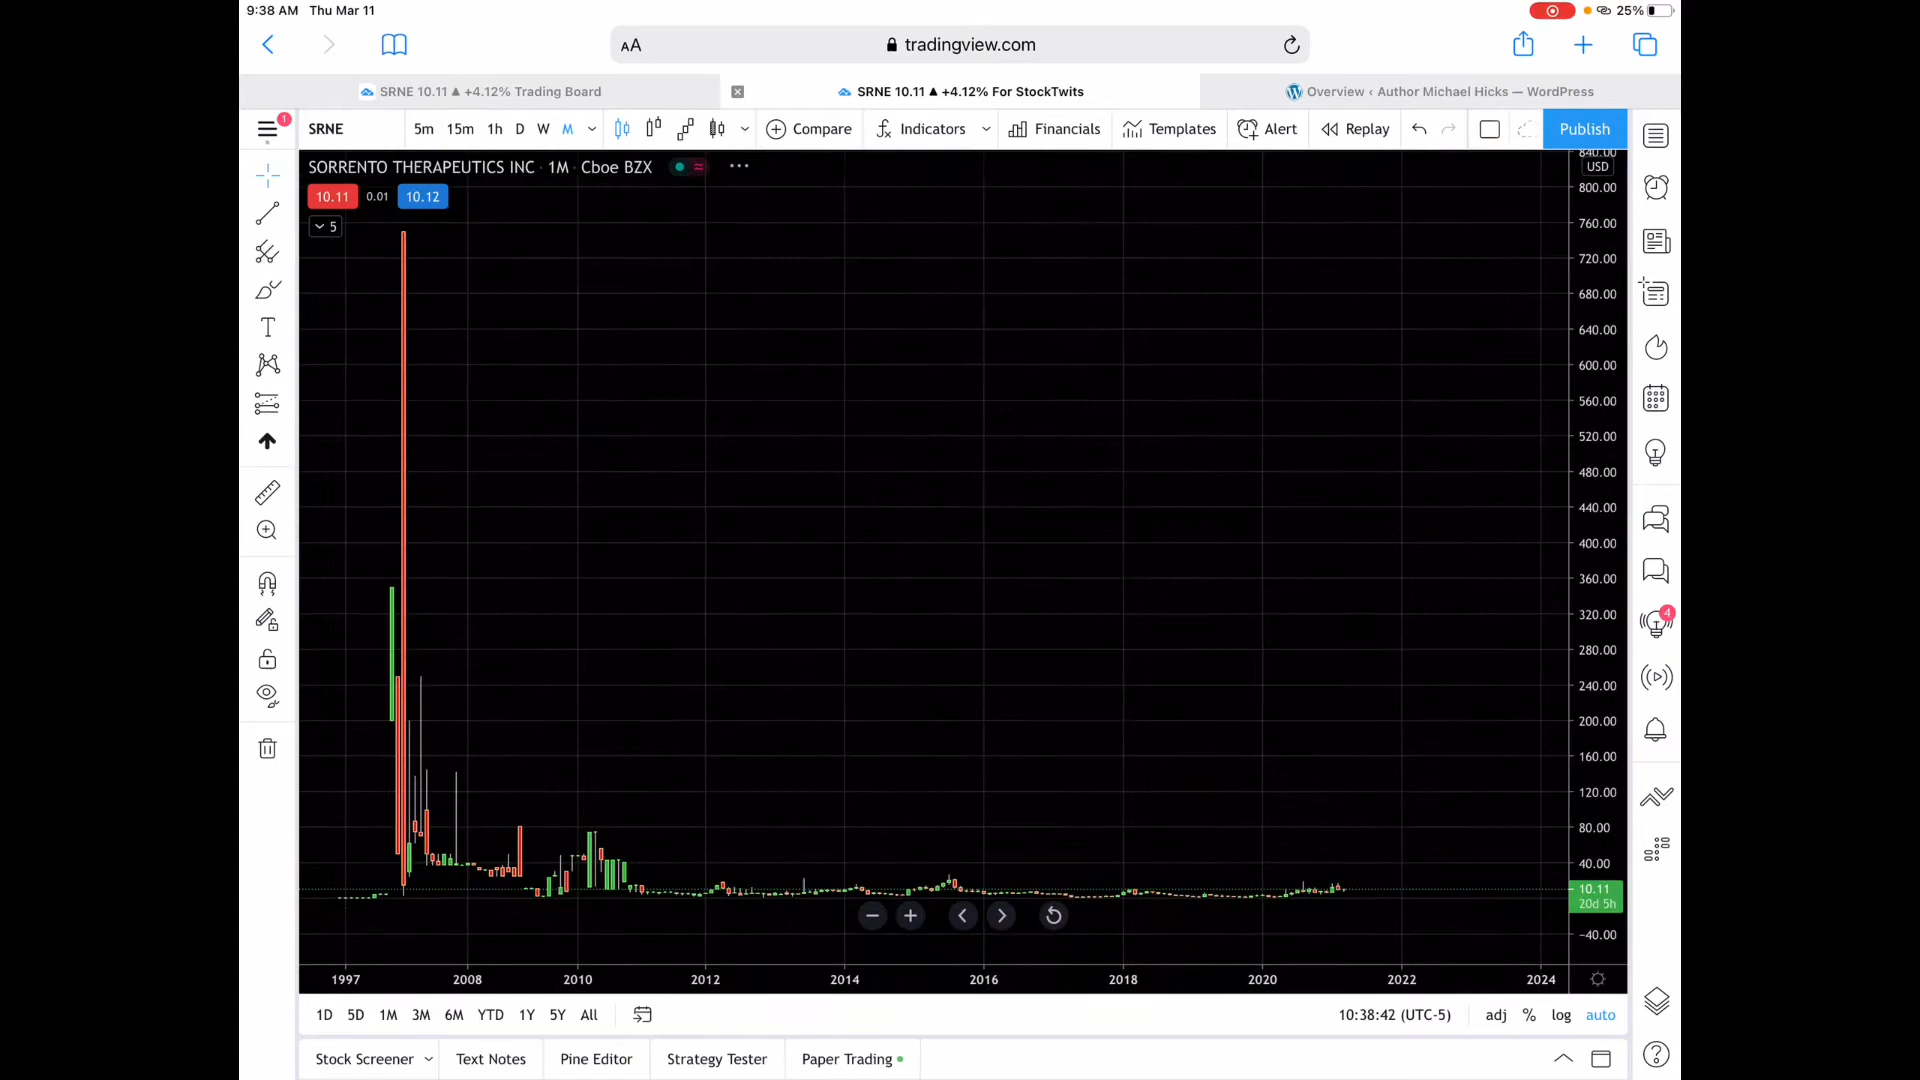 9:38 AM Thu Mar 11
25%
AA
tradingview.com
SRNE 10.11 ▲ +4.12% Trading Board
SRNE 10.11 ▲ +4.12% For StockTwits
Overview ‹ Author Michael Hicks — WordPress
1
SRNE
5m 15m 1h D W M
Compare
Indicators
Financials
Templates
Alert
Replay
Publish
SORRENTO THERAPEUTICS INC · 1M · Cboe BZX
10.11 0.01 10.12
5
840.00
USD
800.00
760.00
720.00
680.00
640.00
600.00
560.00
520.00
480.00
440.00
400.00
360.00
320.00
280.00
240.00
200.00
160.00
120.00
80.00
40.00
10.11
20d 5h
−40.00
4
1997 2008 2010 2012 2014 2016 2018 2020 2022 2024
1D 5D 1M 3M 6M YTD 1Y 5Y All
10:38:42 (UTC-5) adj % log auto
Stock Screener Text Notes Pine Editor Strategy Tester Paper Trading